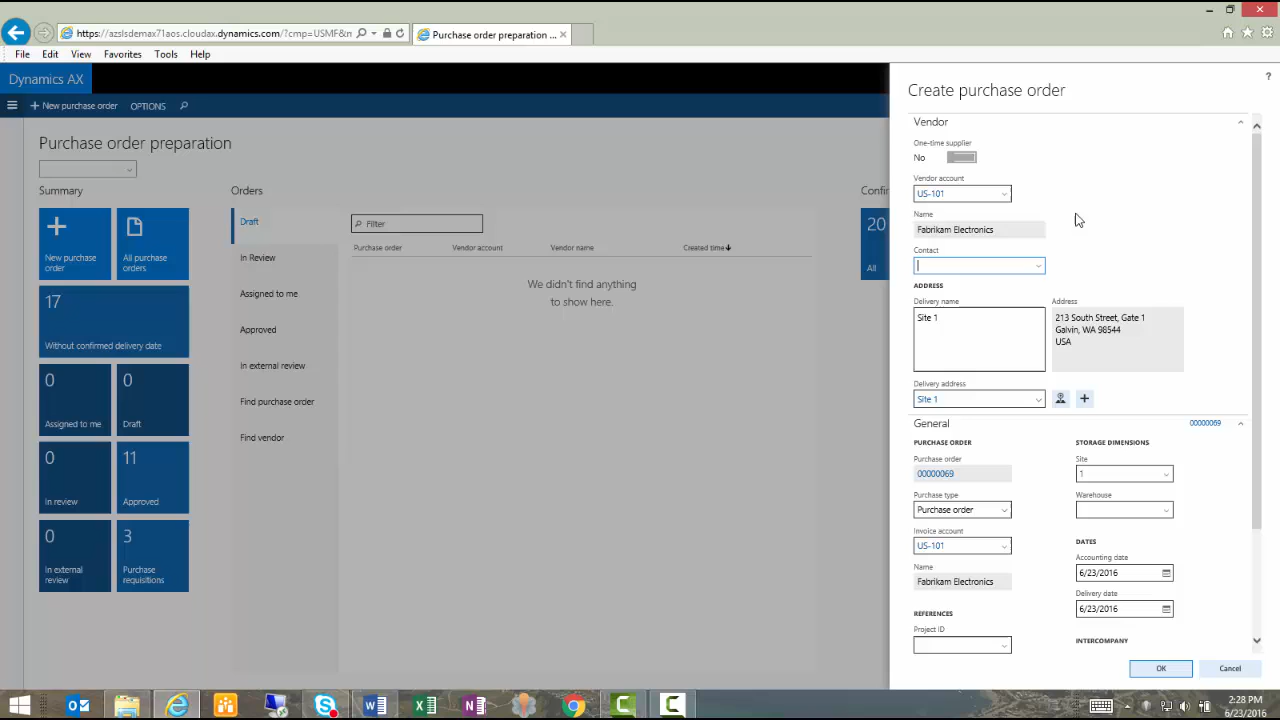 https://azslsdemax71aos.cloudax.dynamics.com/?cmp=USMF&m
Purchase order preparation ...
File Edit View Favorites Tools Help
Dynamics AX
New purchase order OPTIONS
Purchase order preparation
Summary
New purchase
order
All purchase
orders
17
Without confirmed delivery date
0
Assigned to me
0
Draft
0
In review
11
Approved
0
In external
review
3
Purchase
requisitions
Orders
Draft
In Review
Assigned to me
Approved
In external review
Find purchase order
Find vendor
Filter
Purchase order Vendor account Vendor name Created time
We didn't find anything
to show here.
Confi
20
All
?
Create purchase order
Vendor
One-time supplier
No
Vendor account
US-101
Name
Fabrikam Electronics
Contact
ADDRESS
Delivery name
Site 1
Address
213 South Street, Gate 1
Galvin, WA 98544
USA
Delivery address
Site 1
General 00000069
PURCHASE ORDER
Purchase order
00000069
Purchase type
Purchase order
Invoice account
US-101
Name
Fabrikam Electronics
REFERENCES
Project ID
STORAGE DIMENSIONS
Site
1
Warehouse
DATES
Accounting date
6/23/2016
Delivery date
6/23/2016
INTERCOMPANY
OK Cancel
2:28 PM
6/23/2016